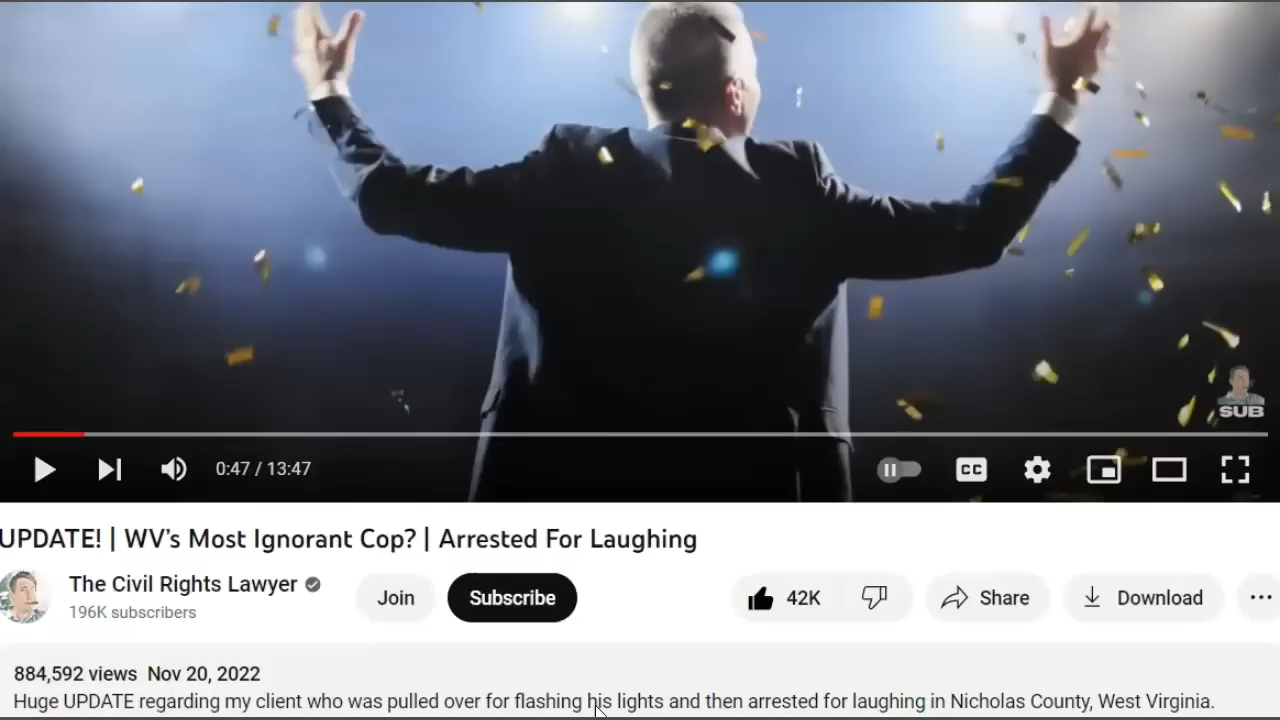 SUB
0:47 / 13:47
CC
UPDATE! | WV's Most Ignorant Cop? | Arrested For Laughing
The Civil Rights Lawyer
196K subscribers
Join
Subscribe
42K
Share
Download
884,592 views Nov 20, 2022
Huge UPDATE regarding my client who was pulled over for flashing his lights and then arrested for laughing in Nicholas County, West Virginia.